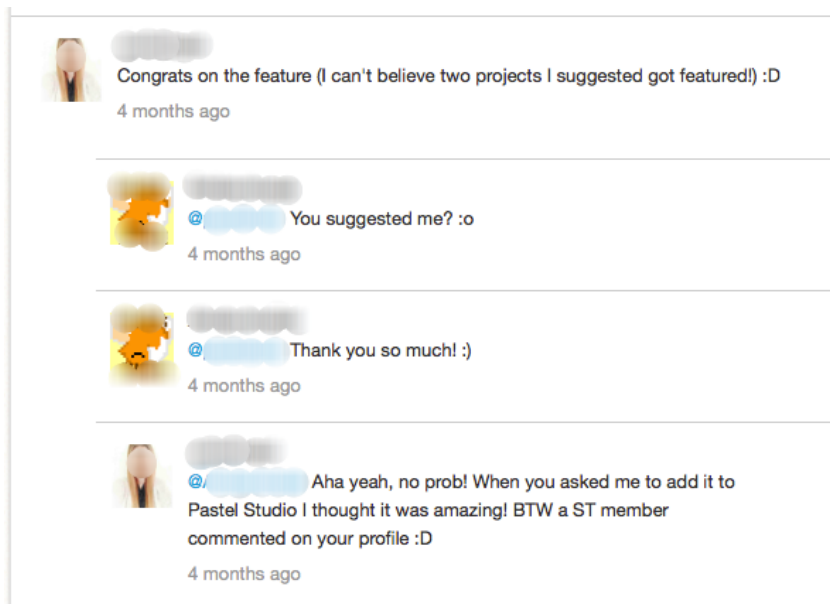 Congrats on the feature (I can't believe two projects I suggested got featured!) :D
4 months ago
@ You suggested me? :o
4 months ago
@ Thank you so much! :)
4 months ago
@ Aha yeah, no prob! When you asked me to add it to
Pastel Studio I thought it was amazing! BTW a ST member
commented on your profile :D
4 months ago